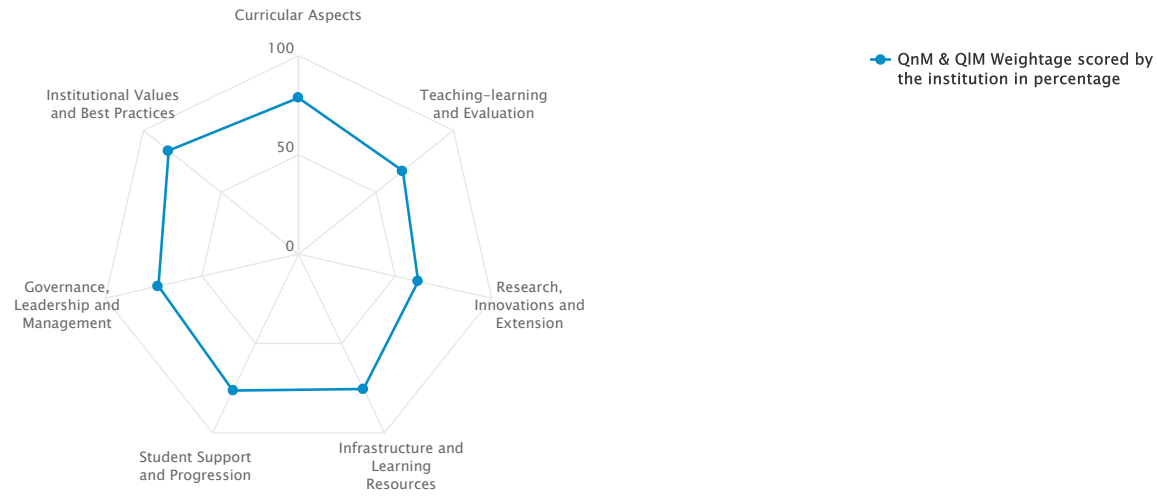 Curricular Aspects
100
QnM & QlM Weightage scored by
the institution in percentage
Institutional Values
and Best Practices
Teaching-learning
and Evaluation
50
0
Governance,
Leadership and
Management
Research,
Innovations and
Extension
Student Support
and Progression
Infrastructure and
Learning
Resources